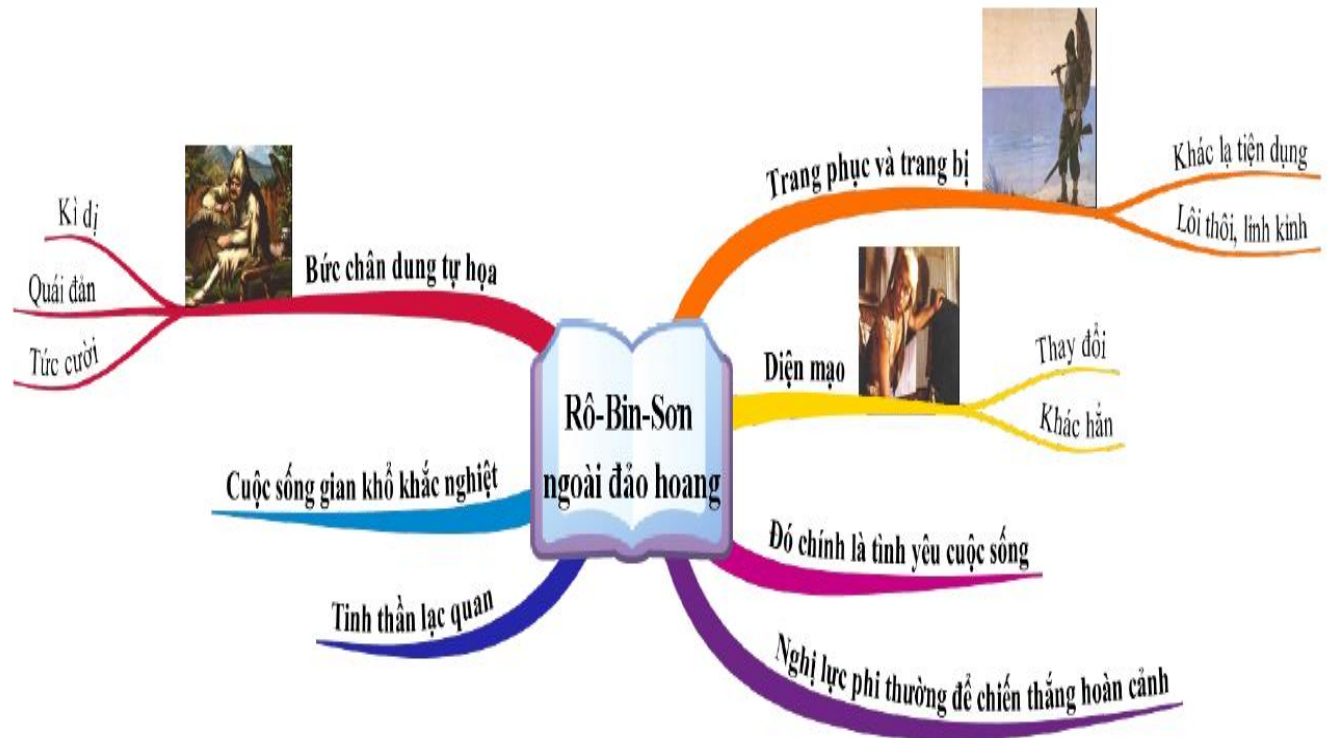 Rô-Bin-Sơn
ngoài đảo hoang
Trang phục và trang bị
Khác lạ tiện dụng
Lôi thôi, linh kinh
Diện mạo
Thay đổi
Khác hẳn
Đó chính là tình yêu cuộc sống
Nghị lực phi thường để chiến thắng hoàn cảnh
Bức chân dung tự họa
Kì dị
Quái đản
Tức cười
Cuộc sống gian khổ khắc nghiệt
Tinh thần lạc quan